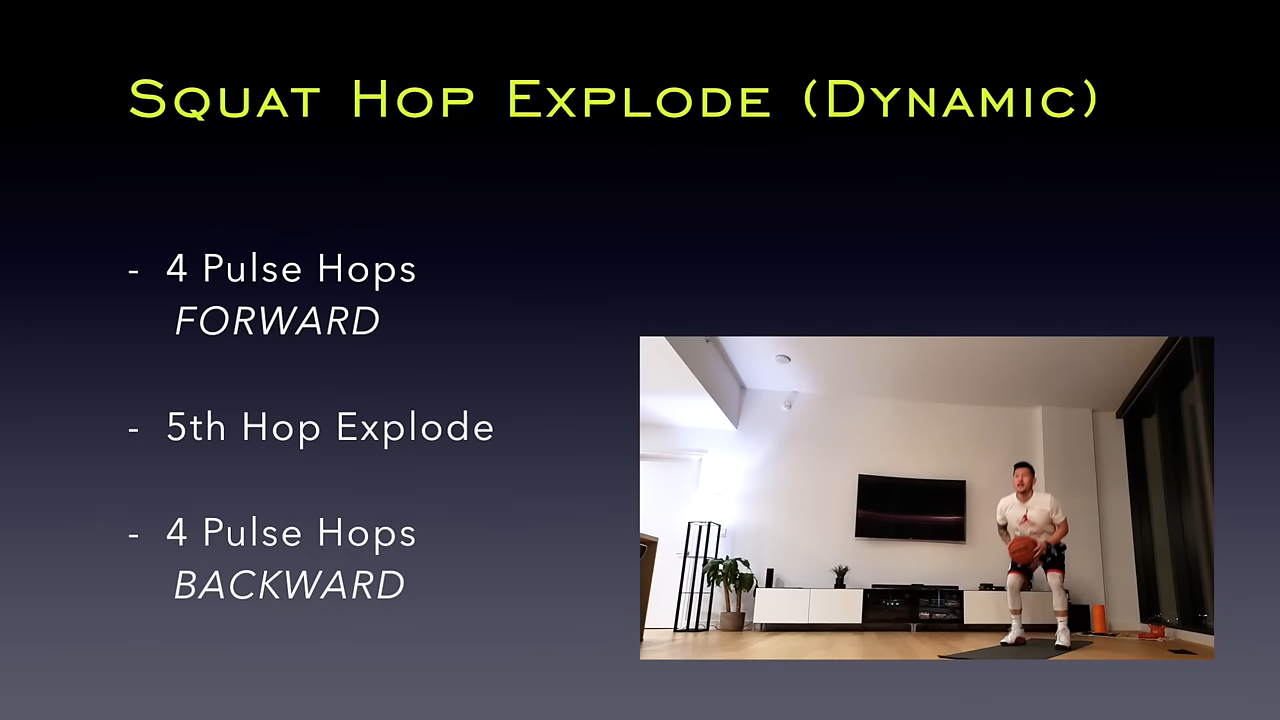 Squat Hop Explode (Dynamic)
- 4 Pulse Hops
FORWARD
- 5th Hop Explode
- 4 Pulse Hops
BACKWARD